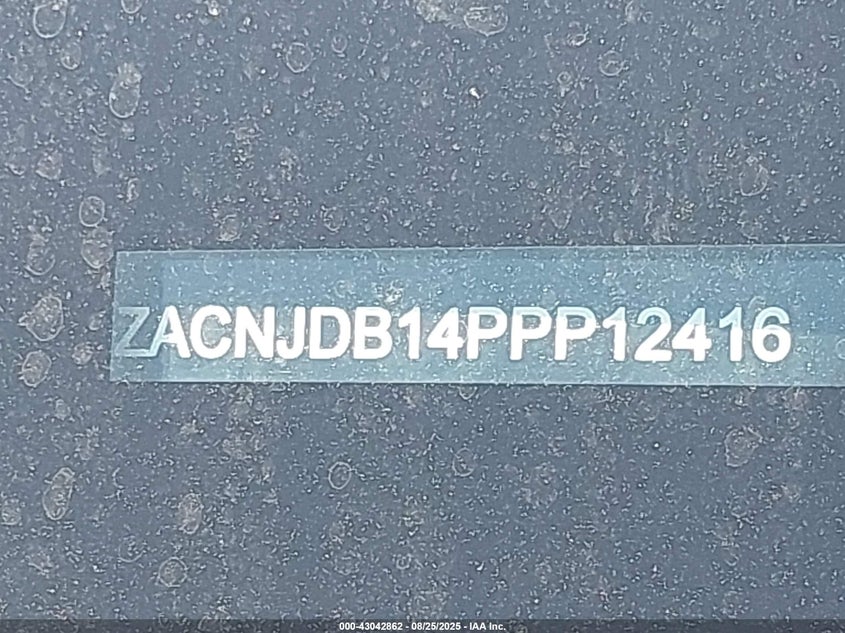 ZACNJDB14PPP12416
000-43042862 - 08/25/2025 - IAA Inc.